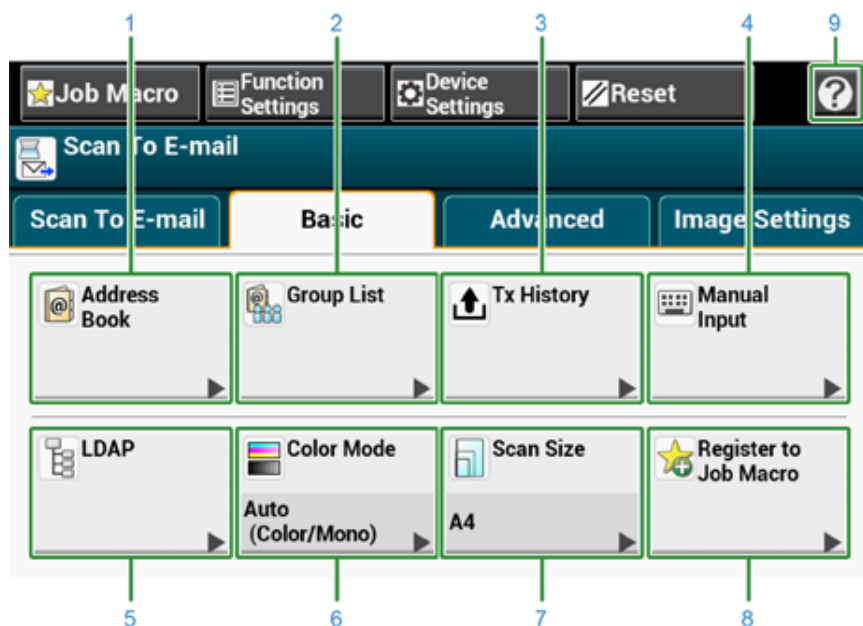 1 2 3 4 9
Job Macro
Function
Settings
Device
Settings
Reset
?
Scan To E-mail
Scan To E-mail
Basic
Advanced
Image Settings
Address
Book
Group List
Tx History
Manual
Input
LDAP
Color Mode
Auto
(Color/Mono)
Scan Size
A4
Register to
Job Macro
5 6 7 8